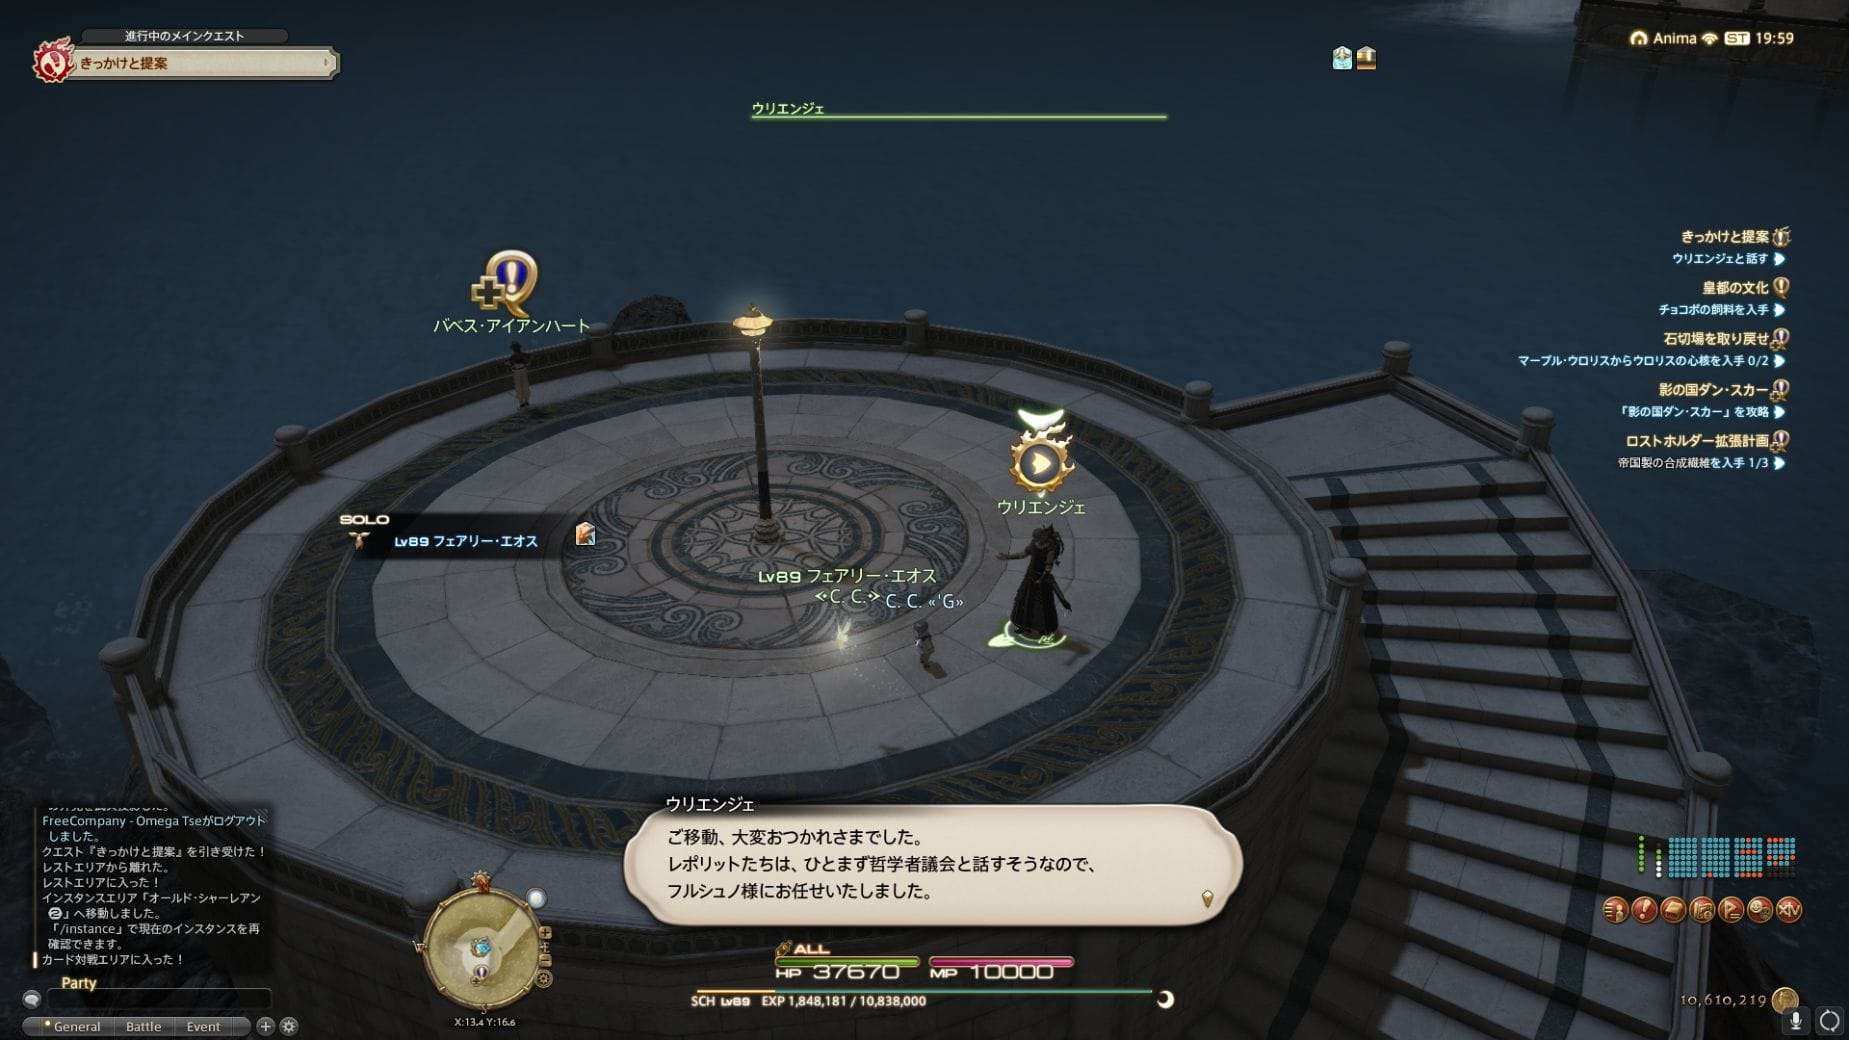 進行中のメインクエスト
きっかけと提案
Anima ST 19:59
ウリエンジェ
きっかけと提案
ウリエンジェと話す
皇都の文化
チョコボの飼料を入手
石切場を取り戻せ
マーブル・ウロリスからウロリスの心核を入手 0/2
影の国ダン・スカー
『影の国ダン・スカー』を攻略
ロストホルダー拡張計画
帝国製の合成繊維を入手 1/3
バベス・アイアンハート
ウリエンジェ
SOLO
Lv89 フェアリー・エオス
Lv89 フェアリー・エオス
<・C. C.・>
C. C. «'G»
ウリエンジェ
ご移動、大変おつかれさまでした。
レポリットたちは、ひとまず哲学者議会と話すそうなので、
フルシュノ様にお任せいたしました。
FreeCompany - Omega Tseがログアウト
しました。
クエスト『きっかけと提案』を引き受けた！
レストエリアから離れた。
レストエリアに入った！
インスタンスエリア「オールド・シャーレアン
2」へ移動しました。
「/instance」で現在のインスタンスを再
確認できます。
カード対戦エリアに入った！
Party
General Battle Event
X:13.4 Y:16.6
ALL
HP 37670 MP 10000
SCH Lv89 EXP 1,848,181 / 10,838,000
XIV
10,610,219